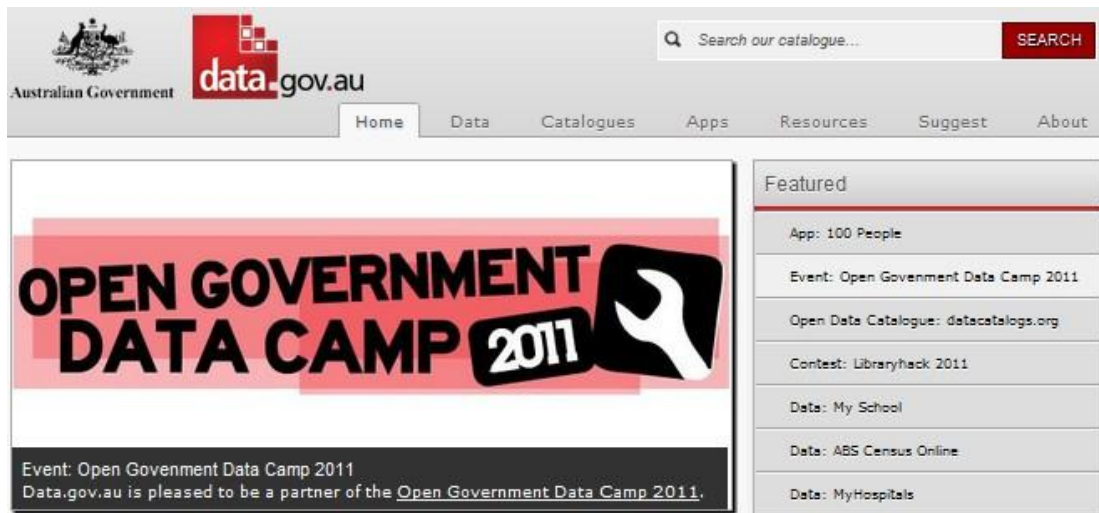 Australian Government
data.gov.au
Search our catalogue...
SEARCH
Home Data Catalogues Apps Resources Suggest About
OPEN GOVERNMENT
DATA CAMP 2011
Event: Open Govenment Data Camp 2011
Data.gov.au is pleased to be a partner of the Open Government Data Camp 2011.
Featured
App: 100 People
Event: Open Govenment Data Camp 2011
Open Data Catalogue: datacatalogs.org
Contest: Libraryhack 2011
Data: My School
Data: ABS Census Online
Data: MyHospitals